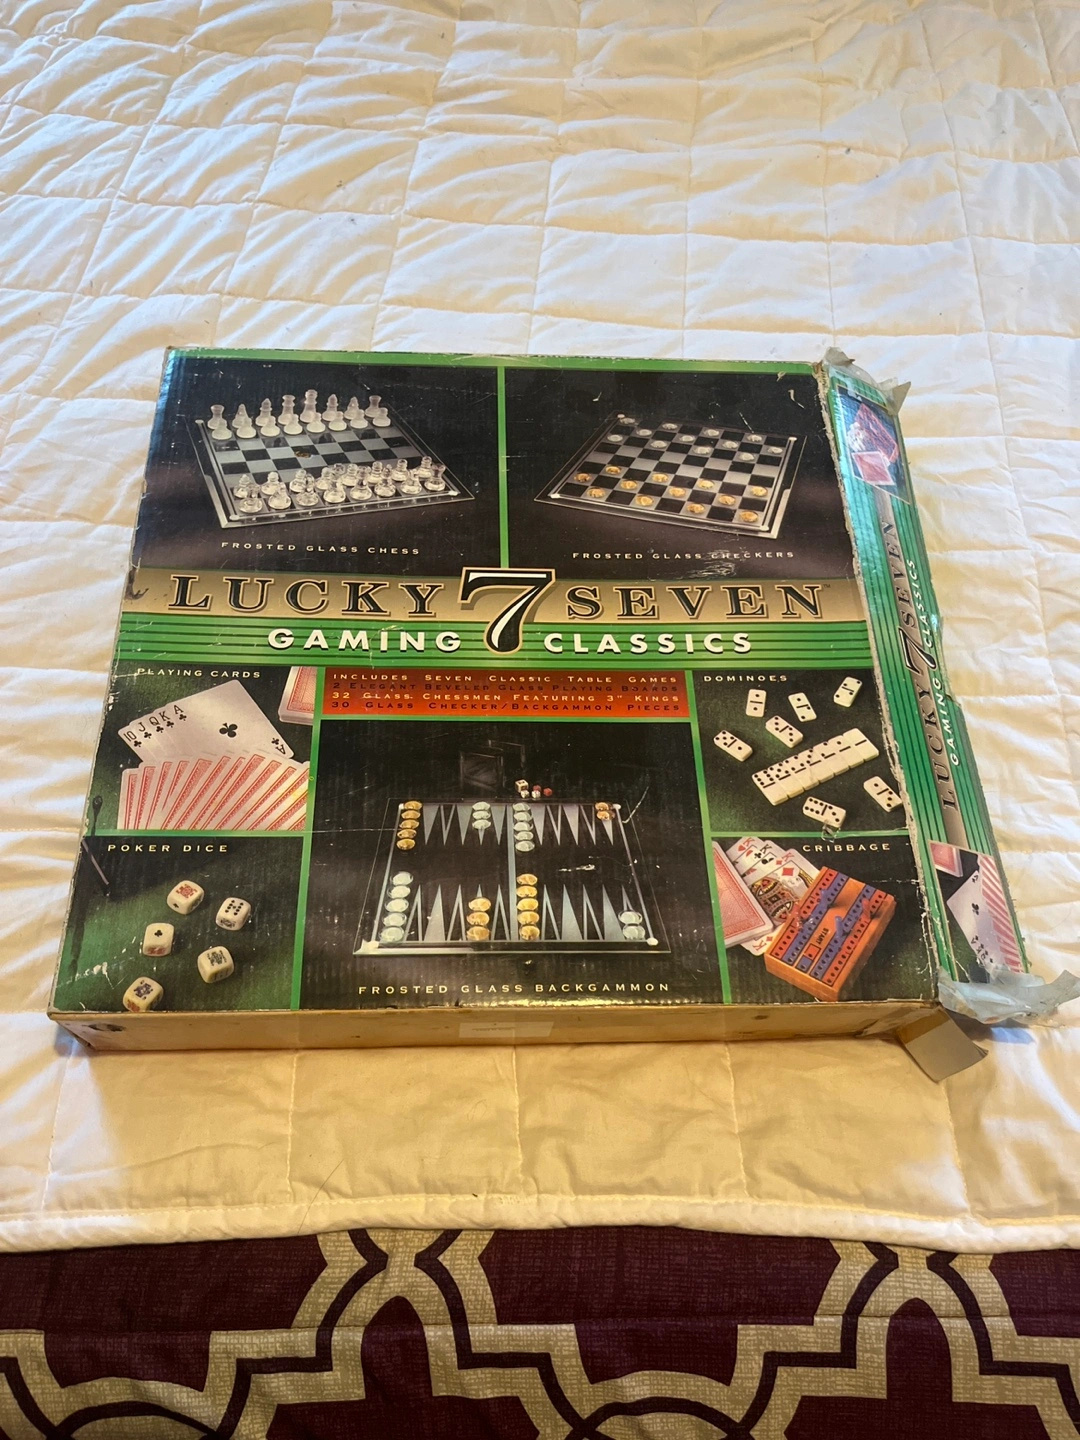 FROSTED GLASS CHESS
FROSTED GLASS CHECKERS
LUCKY 7 SEVEN™
GAMING CLASSICS
PLAYING CARDS
INCLUDES SEVEN CLASSIC TABLE GAMES
2 ELEGANT BEVELED GLASS PLAYING BOARDS
32 GLASS CHESSMEN FEATURING 3" KINGS
30 GLASS CHECKER/BACKGAMMON PIECES
DOMINOES
10 J Q K A
A
POKER DICE
CRIBBAGE
FROSTED GLASS BACKGAMMON
LUCKY 7 SEVEN
GAMING CLASSICS